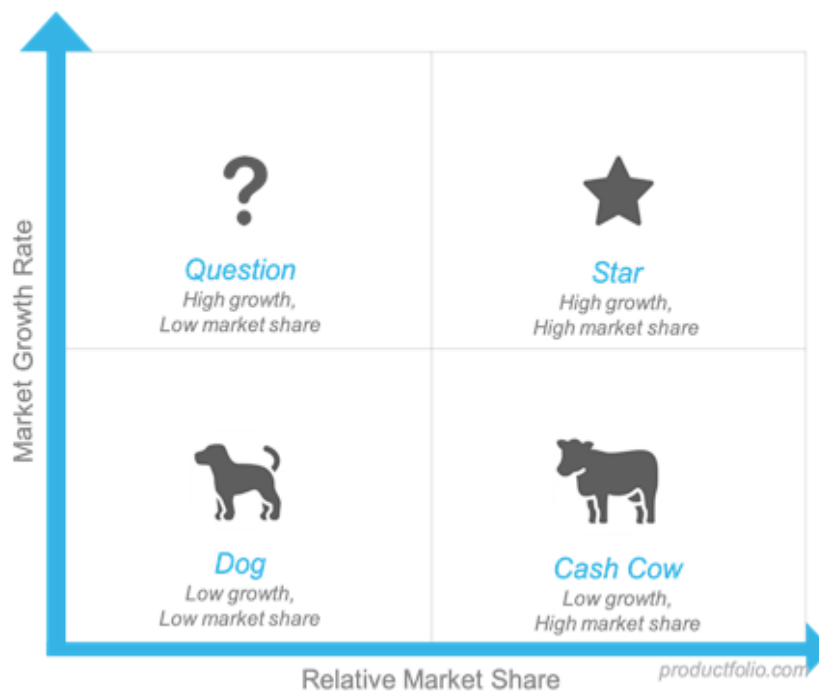 Market Growth Rate
?
Question
High growth,
Low market share
Star
High growth,
High market share
Dog
Low growth,
Low market share
Cash Cow
Low growth,
High market share
Relative Market Share
productfolio.com